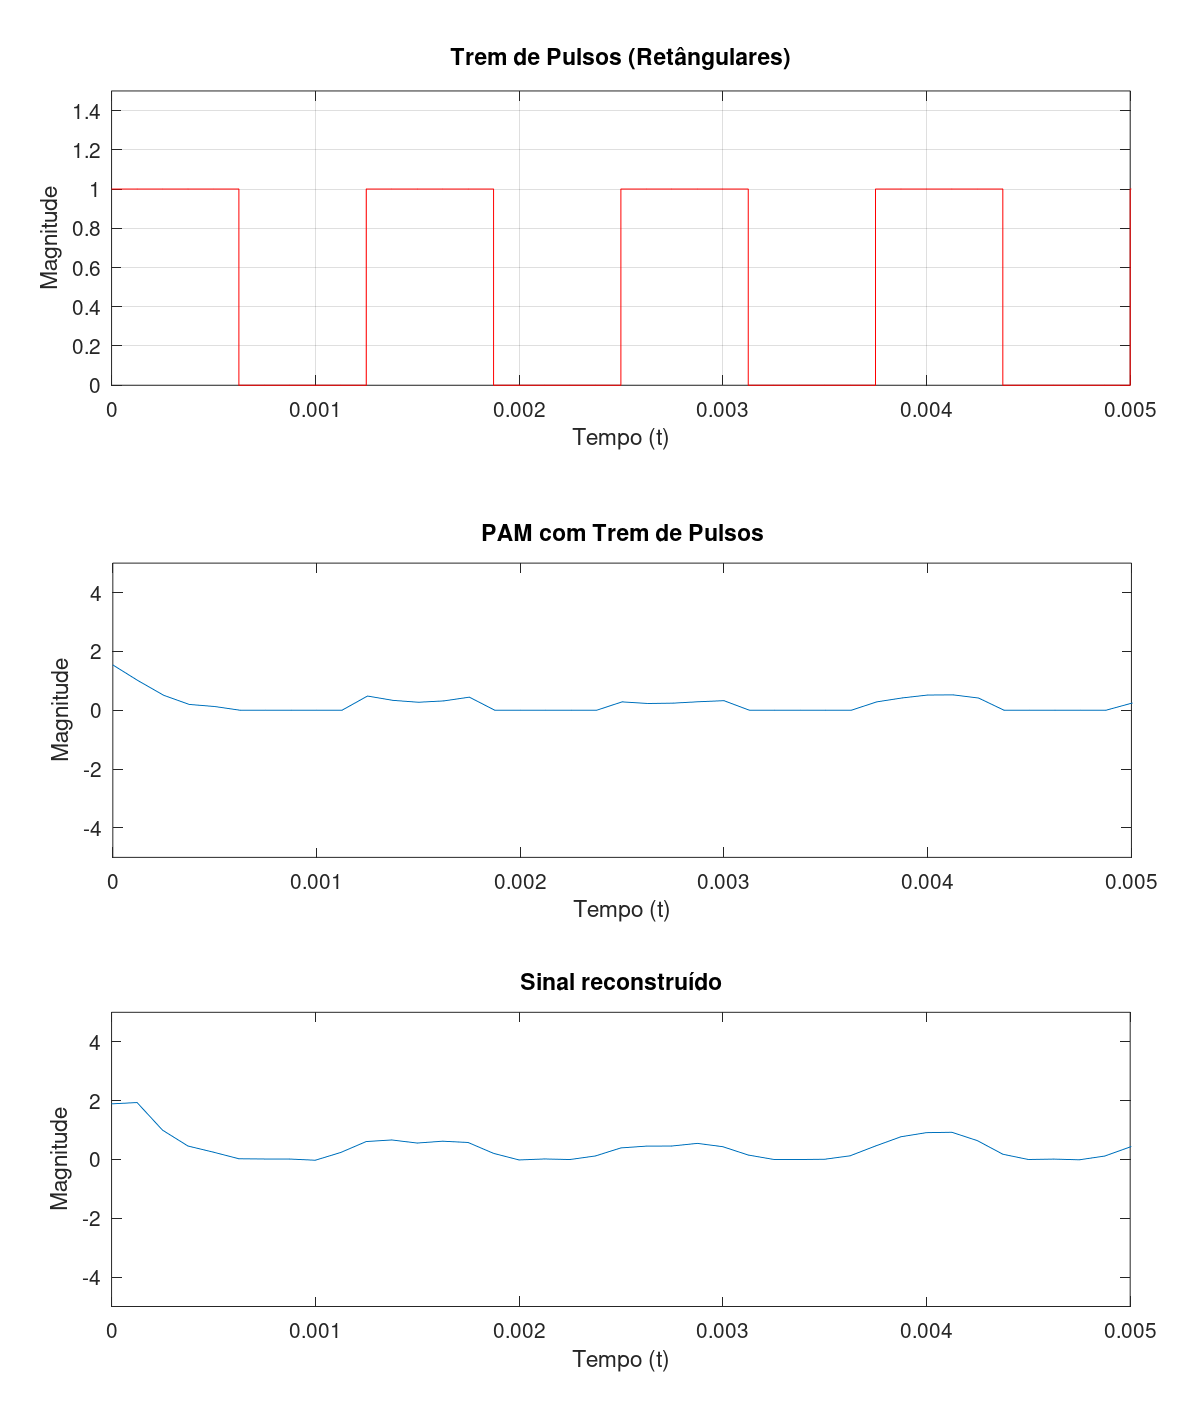 Trem de Pulsos (Retângulares)
1.4
1.2
1
0.8
0.6
0.4
0.2
0
Magnitude
0 0.001 0.002 0.003 0.004 0.005
Tempo (t)
PAM com Trem de Pulsos
4
2
0
-2
-4
Magnitude
0 0.001 0.002 0.003 0.004 0.005
Tempo (t)
Sinal reconstruído
4
2
0
-2
-4
Magnitude
0 0.001 0.002 0.003 0.004 0.005
Tempo (t)